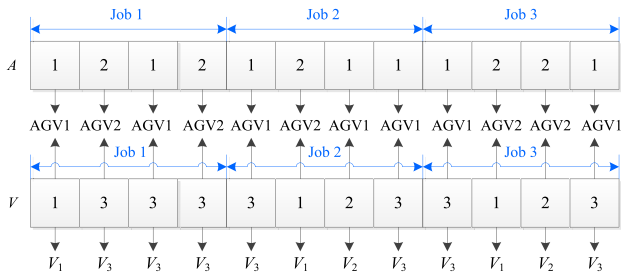 Job 1 Job 2 Job 3
A 1 2 1 2 1 2 1 1 1 2 2 1
AGV1 AGV2 AGV1 AGV2 AGV1 AGV2 AGV1 AGV1 AGV1 AGV2 AGV2 AGV1
Job 1 Job 2 Job 3
V 1 3 3 3 3 1 2 3 3 1 2 3
V1 V3 V3 V3 V3 V1 V2 V3 V3 V1 V2 V3